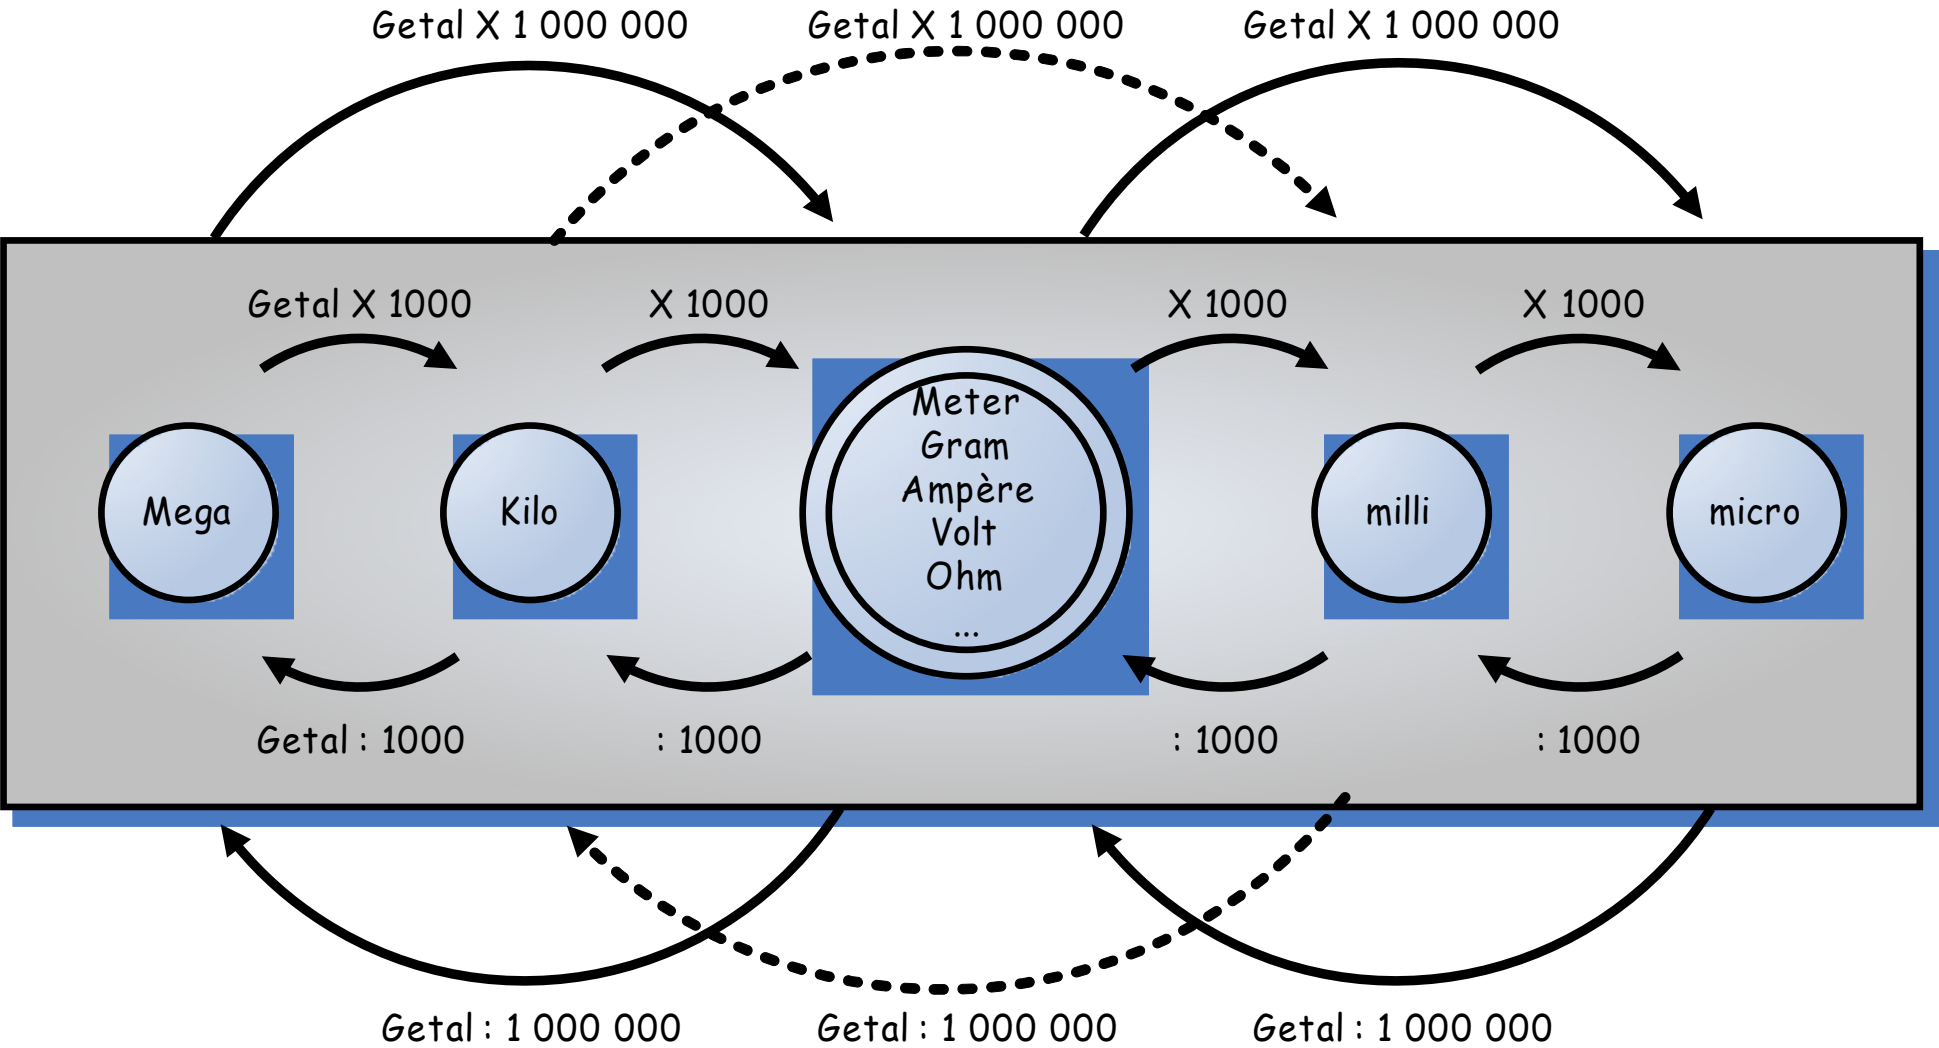 Getal X 1 000 000
Getal X 1 000 000
Getal X 1 000 000
Getal X 1000
X 1000
X 1000
X 1000
Mega
Kilo
Meter
Gram
Ampère
Volt
Ohm
...
milli
micro
Getal : 1000
: 1000
: 1000
: 1000
Getal : 1 000 000
Getal : 1 000 000
Getal : 1 000 000